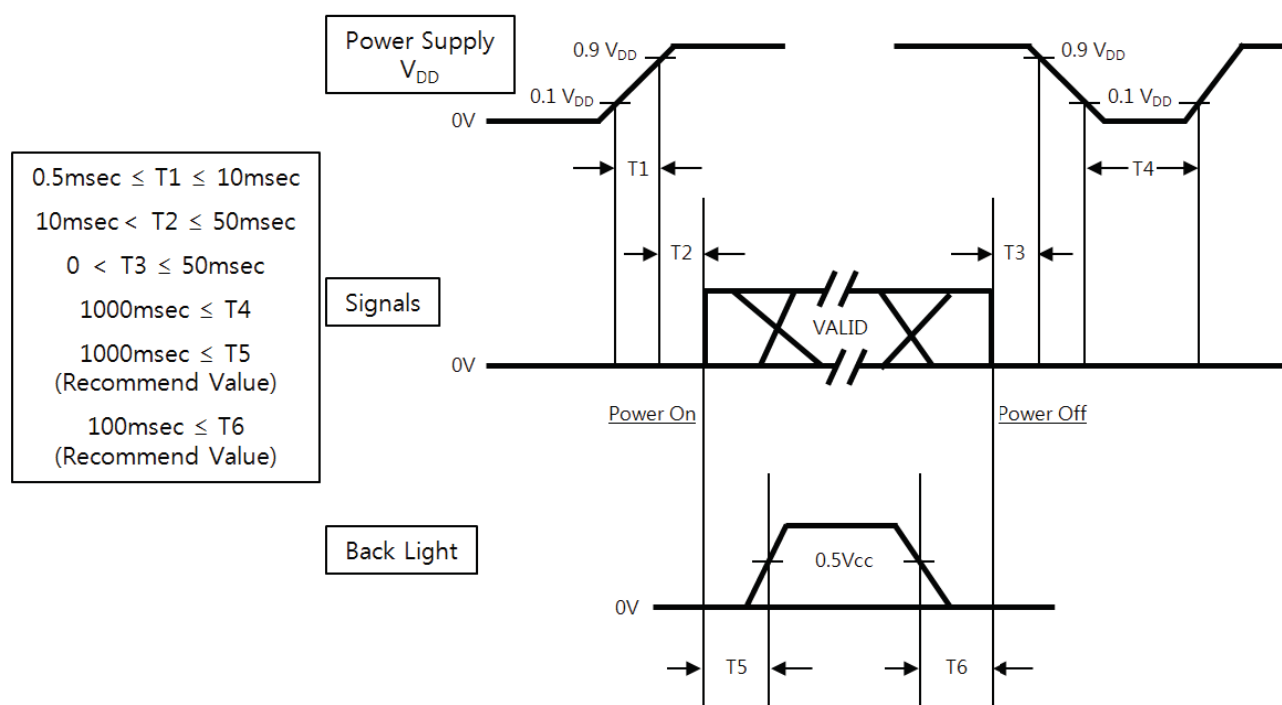 Power Supply
VDD
0.9 VDD
0.9 VDD
0.1 VDD
0.1 VDD
0V
T1
T4
0.5msec ≤ T1 ≤ 10msec
10msec < T2 ≤ 50msec
0 < T3 ≤ 50msec
1000msec ≤ T4
1000msec ≤ T5
(Recommend Value)
100msec ≤ T6
(Recommend Value)
T2
T3
Signals
VALID
0V
Power On
Power Off
Back Light
0.5Vcc
0V
T5
T6